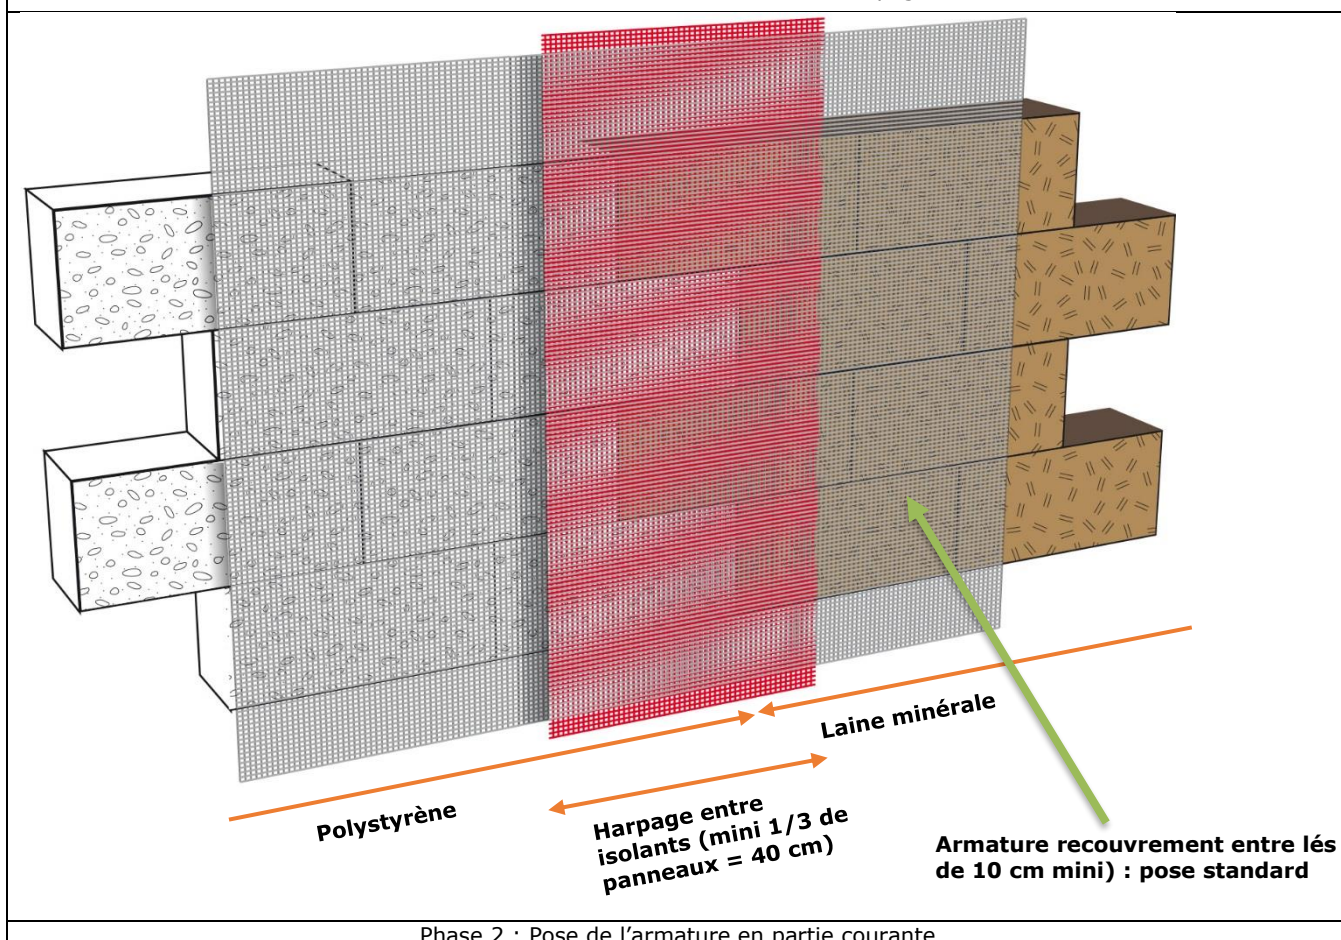 Polystyrène
Laine minérale
Harpage entre
isolants (mini 1/3 de
panneaux = 40 cm)
Armature recouvrement entre lés
de 10 cm mini) : pose standard
Phase 2 : Pose de l'armature en partie courante